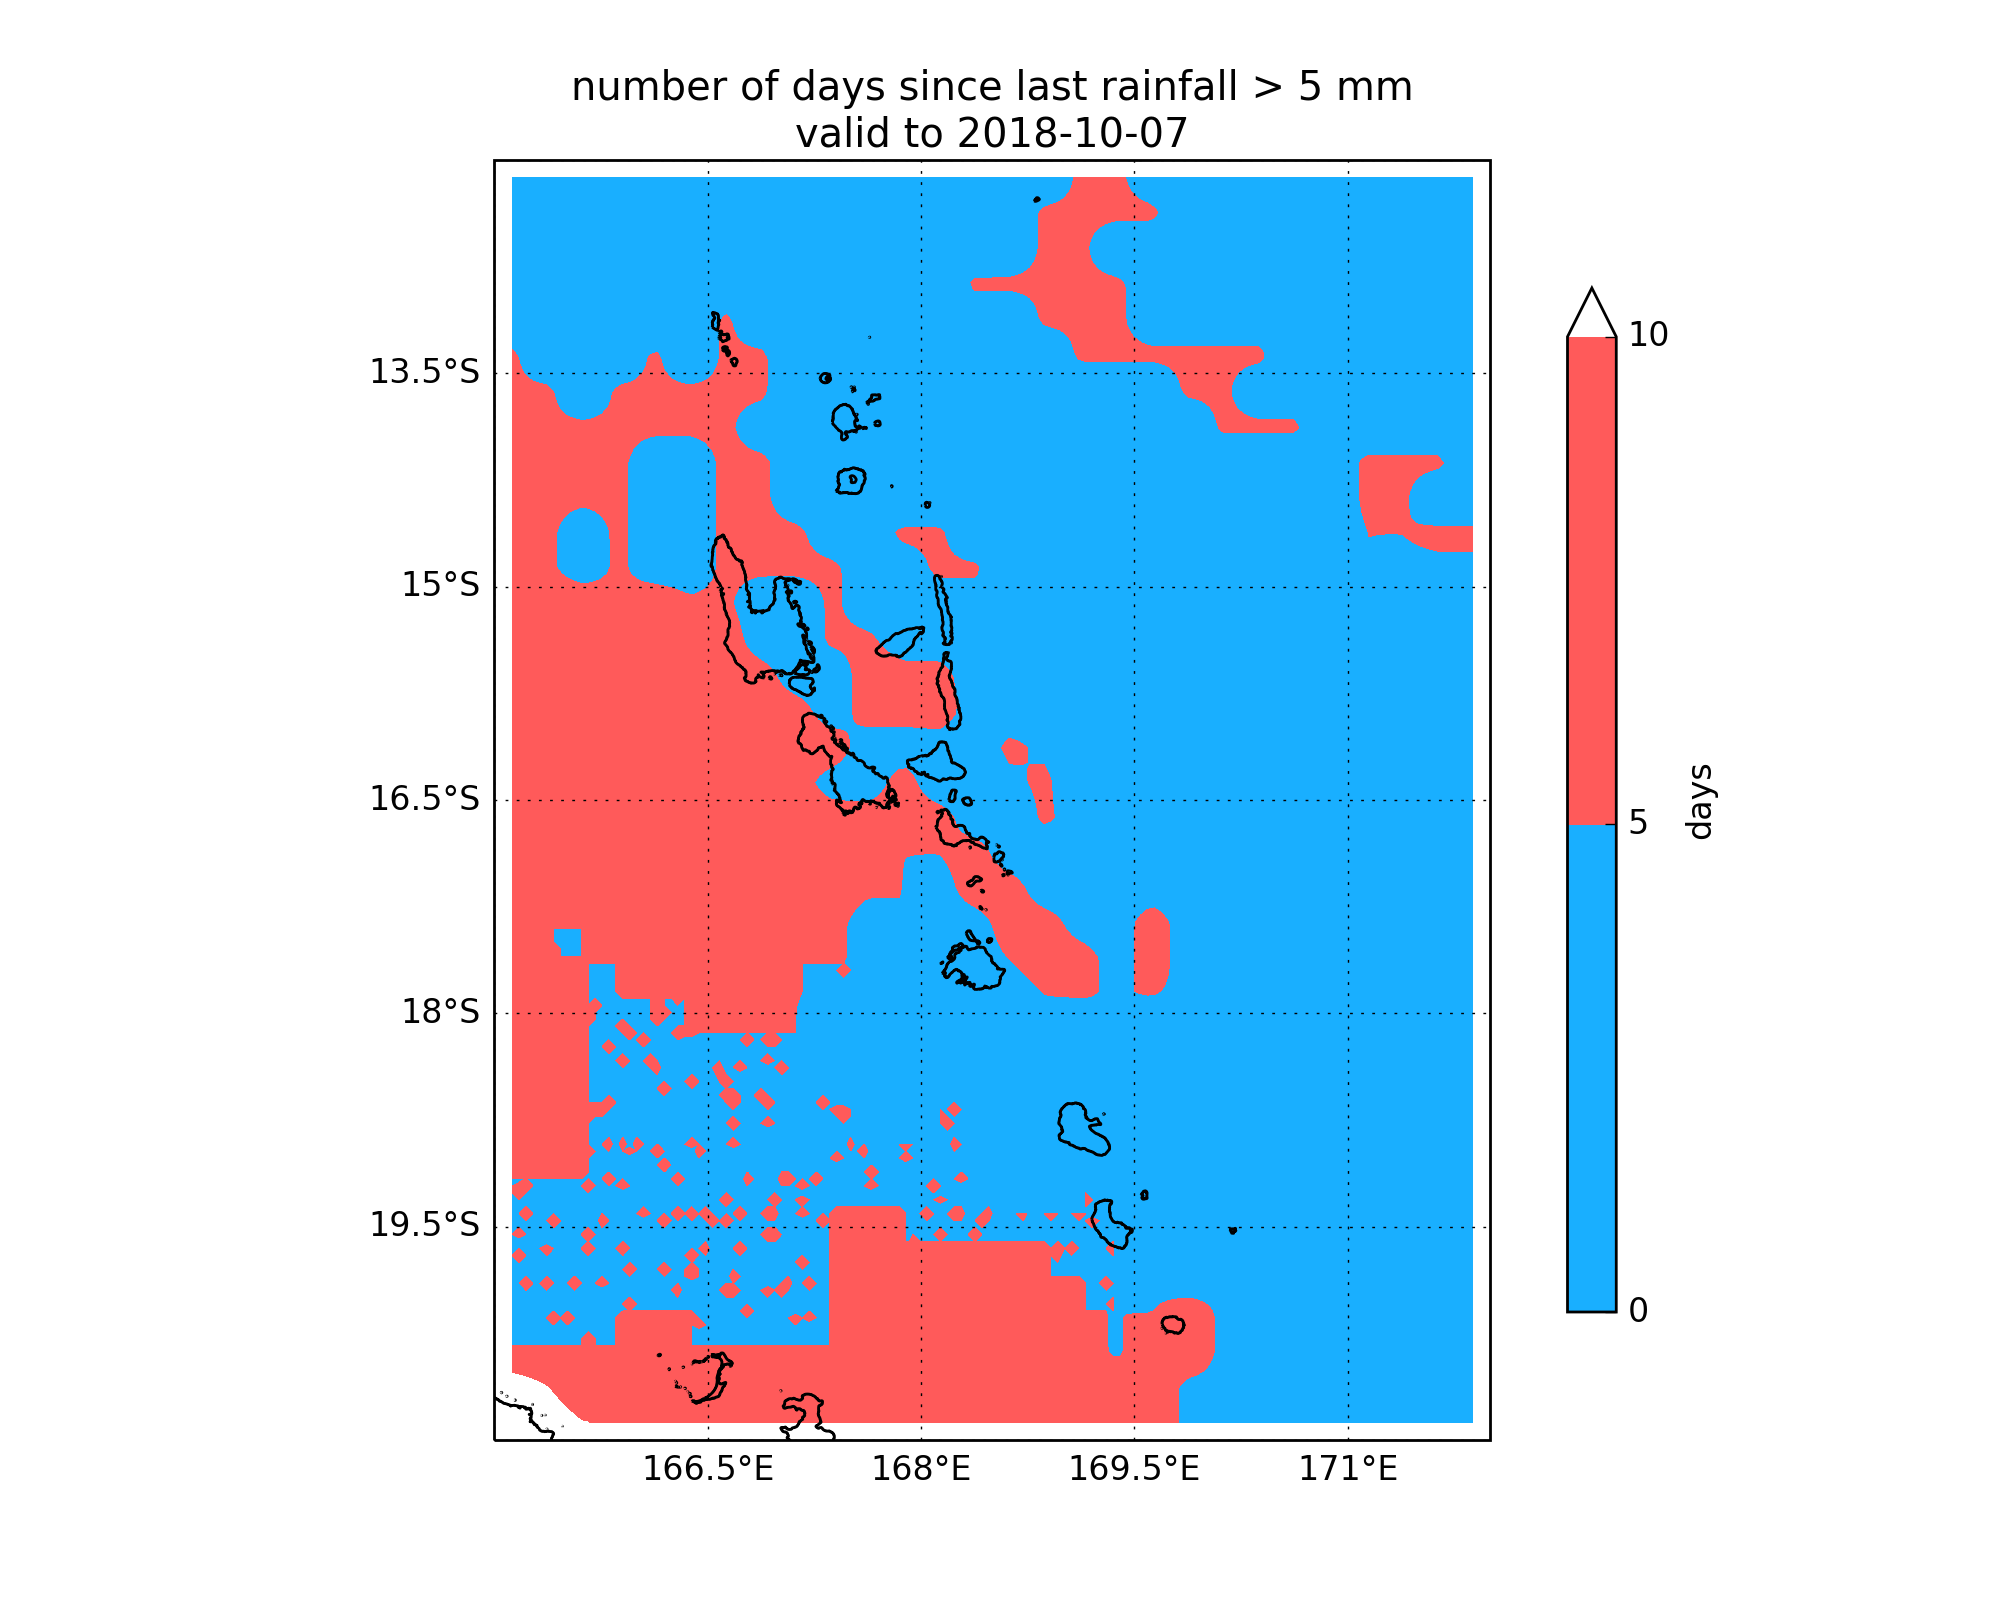 number of days since last rainfall > 5 mm
valid to 2018-10-07
13.5°S
15°S
16.5°S
18°S
19.5°S
166.5°E
168°E
169.5°E
171°E
10
5
0
days